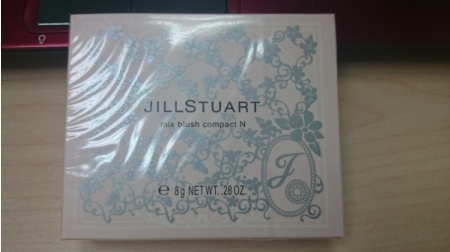 JILLSTUART
mix blush compact N
J
℮ 8g NET WT. .28 OZ.